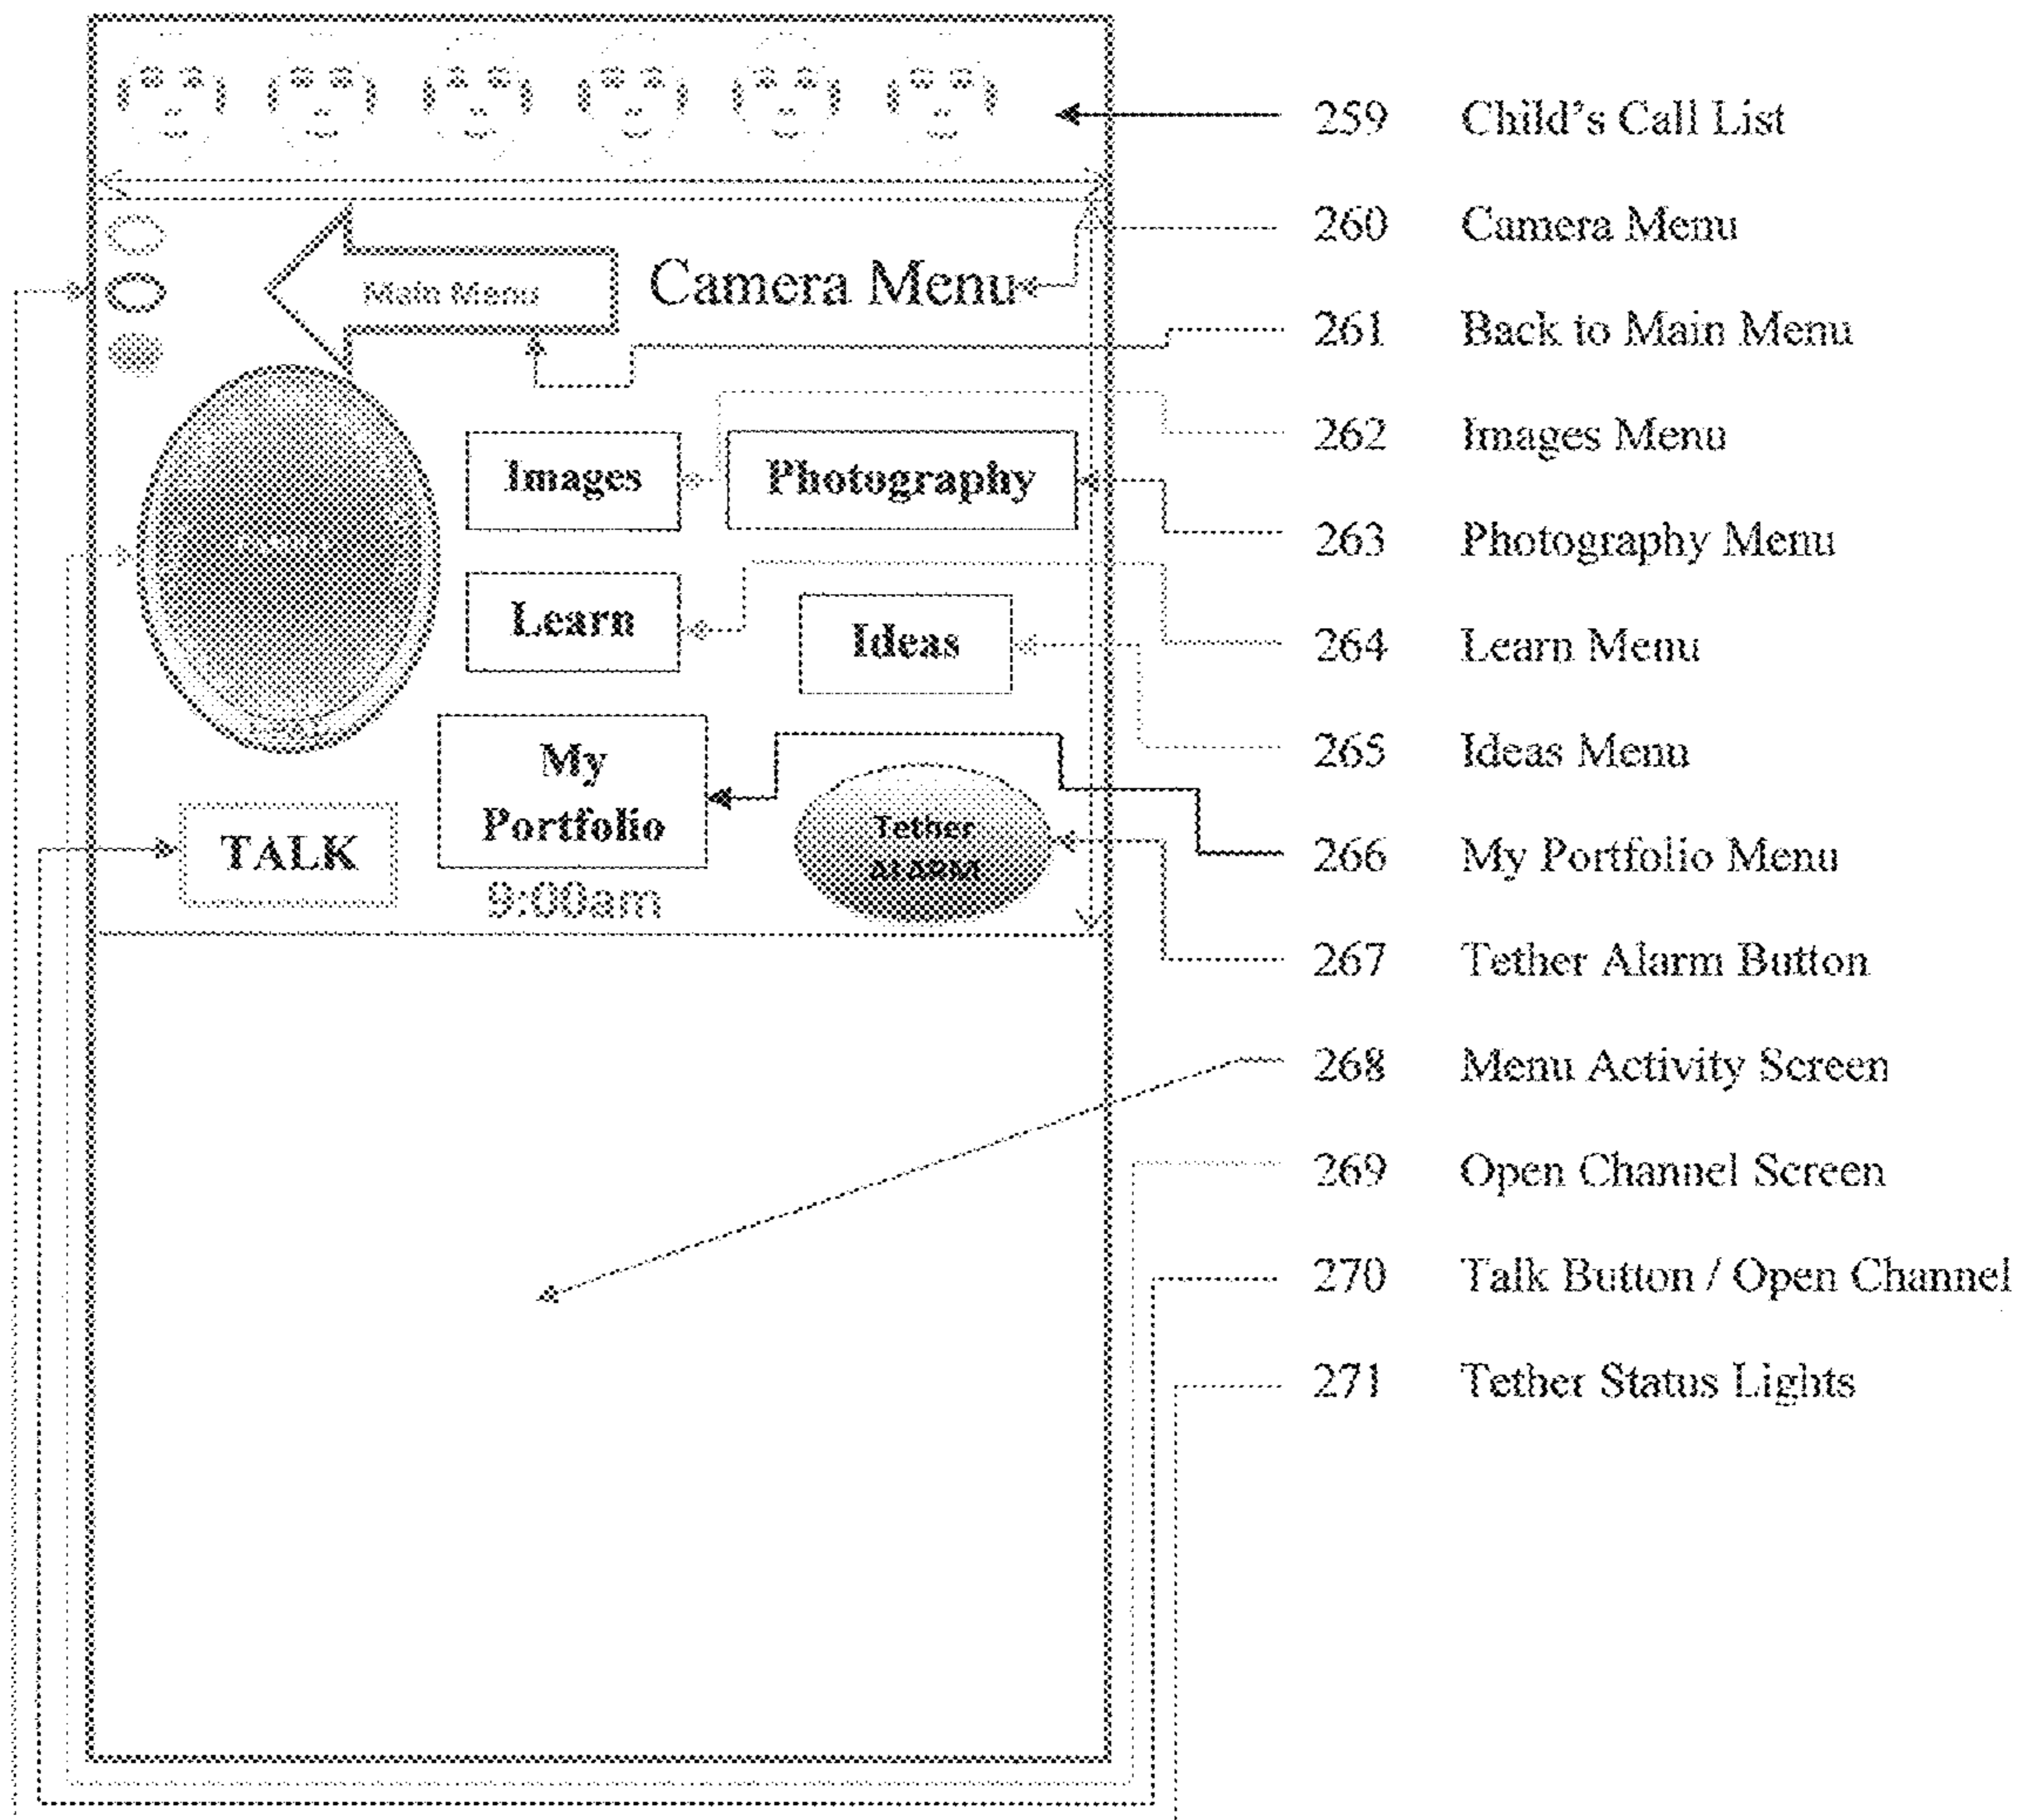 259 Child's Call List
260 Camera Menu
Main Menu
Camera Menu
261 Back to Main Menu
262 Images Menu
Images
Photography
263 Photography Menu
Learn
Ideas
264 Learn Menu
265 Ideas Menu
My
Portfolio
Tether
ALARM
TALK
266 My Portfolio Menu
9:00am
267 Tether Alarm Button
268 Menu Activity Screen
269 Open Channel Screen
270 Talk Button / Open Channel
271 Tether Status Lights